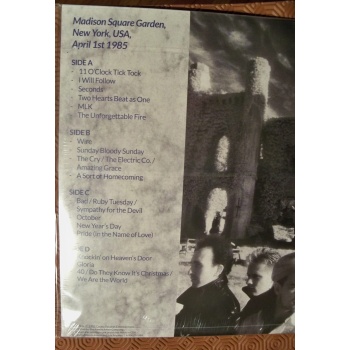 Madison Square Garden,
New York, USA,
April 1st 1985
SIDE A
- 11 O'Clock Tick Tock
- I Will Follow
- Seconds
- Two Hearts Beat as One
- MLK
- The Unforgettable Fire
SIDE B
- Wire
- Sunday Bloody Sunday
- The Cry / The Electric Co. /
Amazing Grace
- A Sort of Homecoming
SIDE C
- Bad / Ruby Tuesday /
Sympathy for the Devil
- October
- New Year's Day
- Pride (in the Name of Love)
D
Knockin' on Heaven's Door
Gloria
40 / Do They Know It's Christmas /
We Are the World